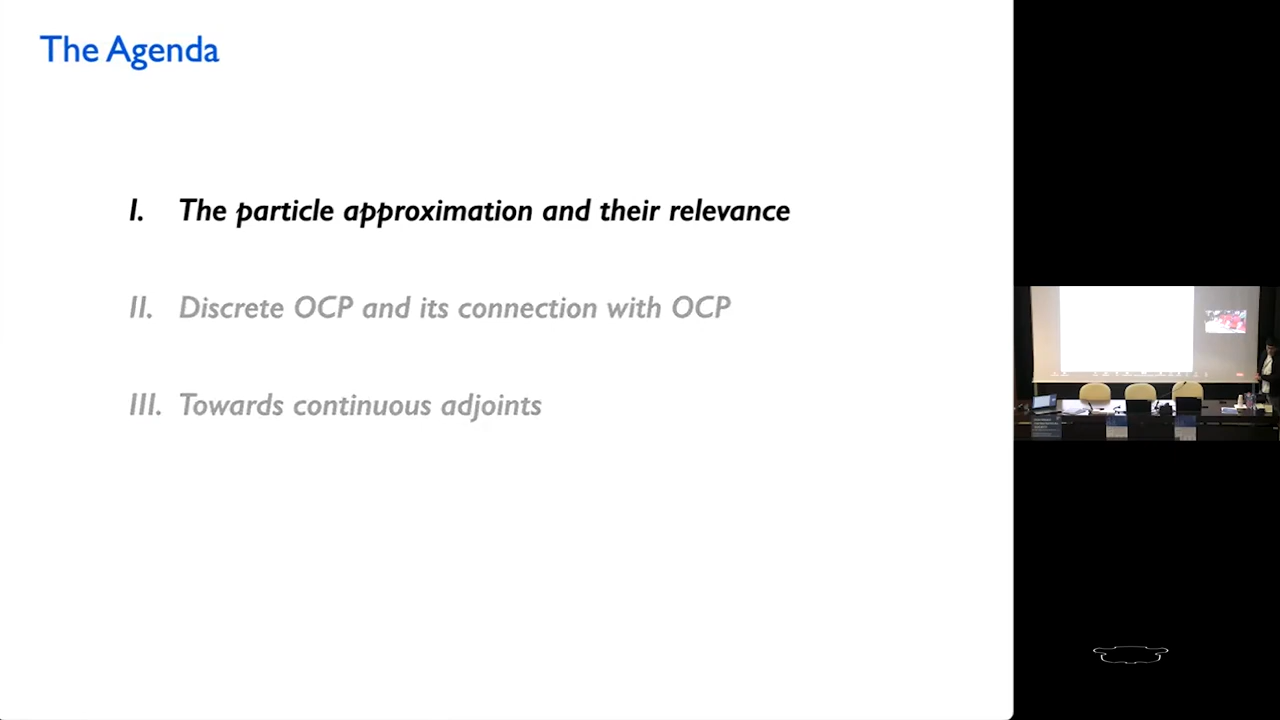 The Agenda
I. The particle approximation and their relevance
II. Discrete OCP and its connection with OCP
III. Towards continuous adjoints